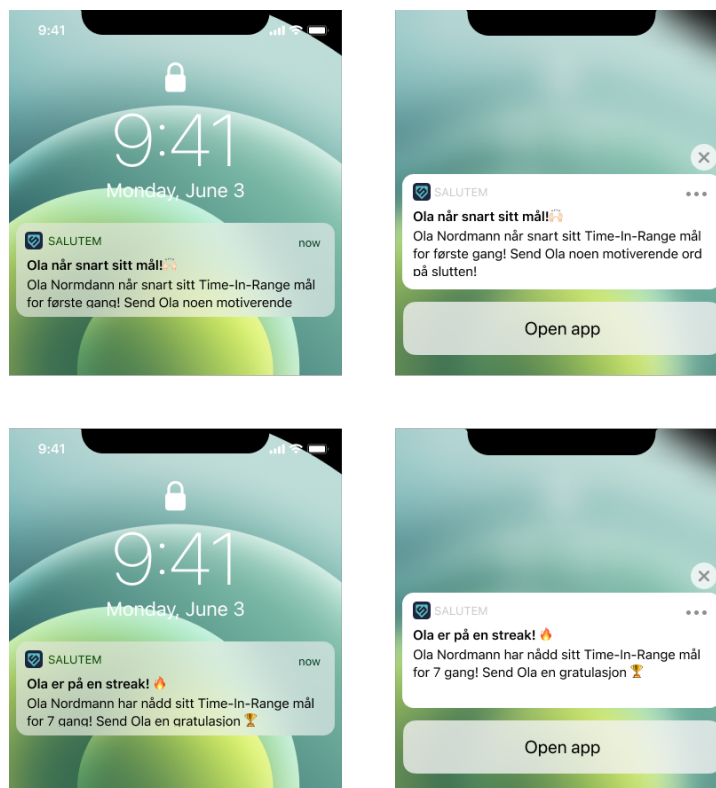 9:41
9:41
Monday, June 3
SALUTEM
now
Ola når snart sitt mål!🙌🏻
Ola Normdann når snart sitt Time-In-Range mål
for første gang! Send Ola noen motiverende
SALUTEM
Ola når snart sitt mål!🙌🏻
Ola Nordmann når snart sitt Time-In-Range mål
for første gang! Send Ola noen motiverende ord
på slutten!
Open app
9:41
9:41
Monday, June 3
SALUTEM
now
Ola er på en streak! 🔥
Ola Nordmann har nådd sitt Time-In-Range mål
for 7 gang! Send Ola en gratulasjon 🏆
SALUTEM
Ola er på en streak! 🔥
Ola Nordmann har nådd sitt Time-In-Range mål
for 7 gang! Send Ola en gratulasjon 🏆
Open app